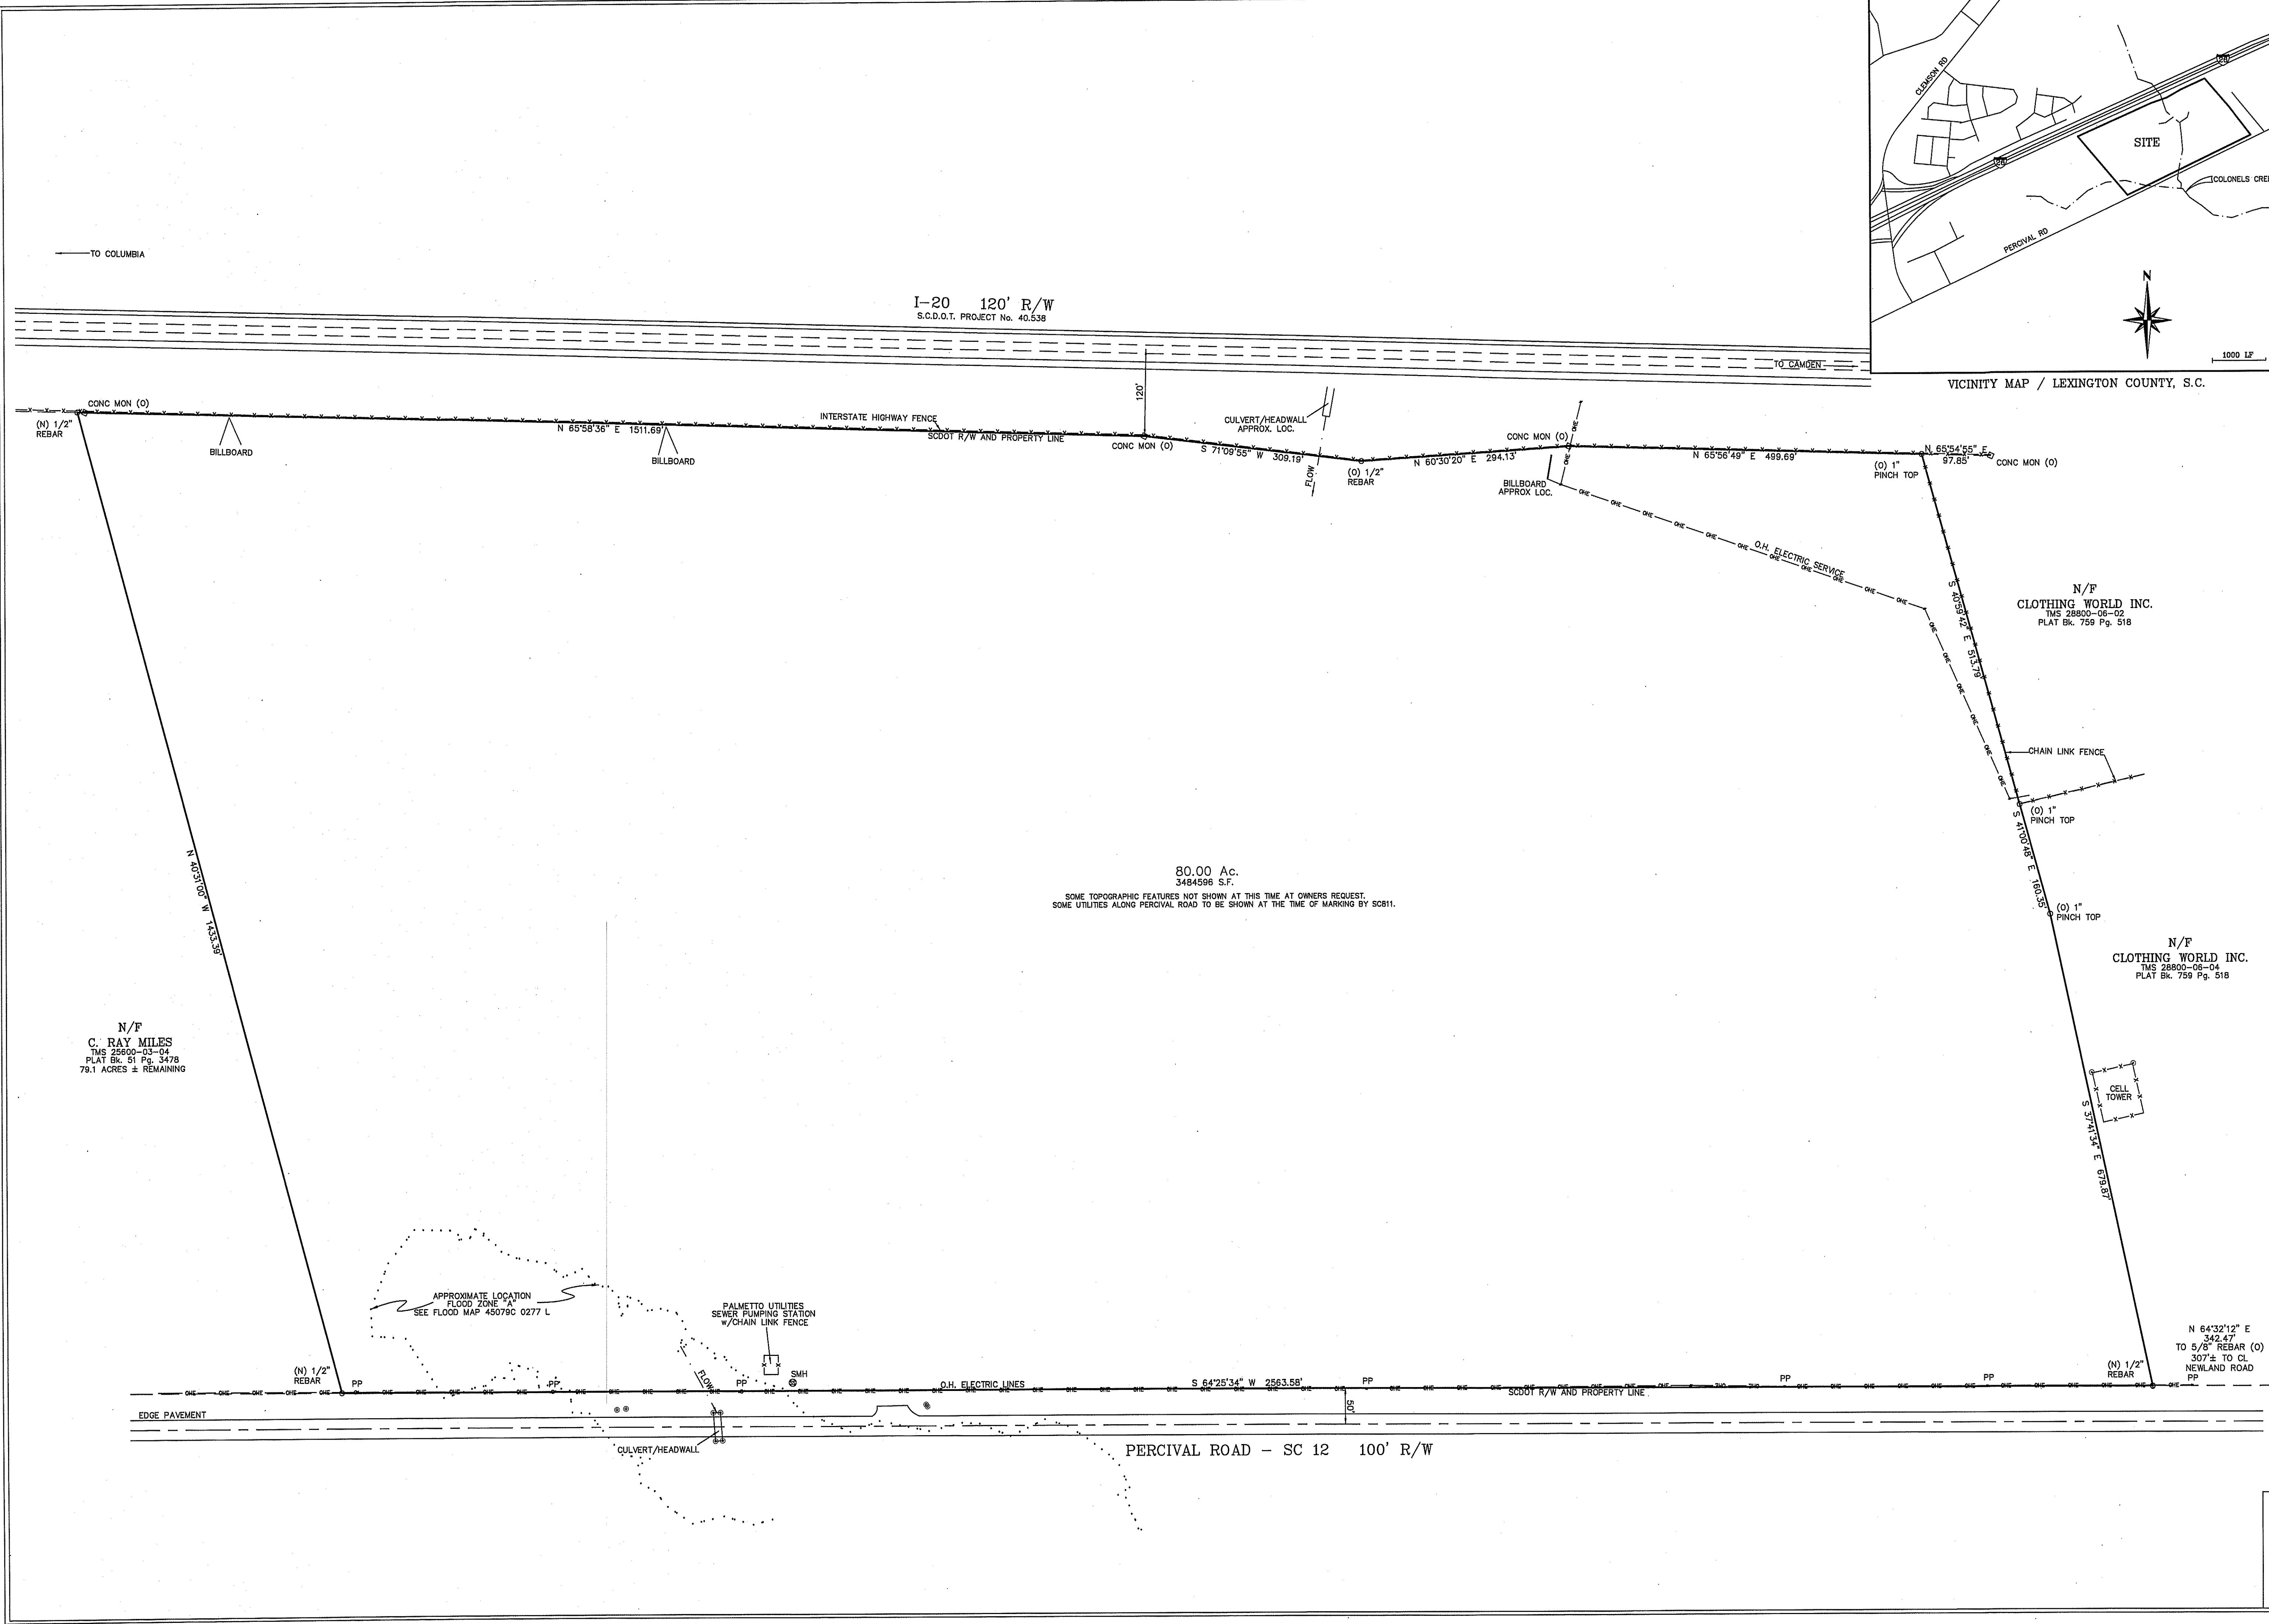 CLEMSON RD
20
20
SITE
COLONELS CREE
PERCIVAL RD
N
1000 LF
VICINITY MAP / LEXINGTON COUNTY, S.C.
TO COLUMBIA
I-20 120' R/W
S.C.D.O.T. PROJECT No. 40.538
TO CAMDEN
120'
CONC MON (O)
(N) 1/2"
REBAR
BILLBOARD
N 65°58'36" E 1511.69'
BILLBOARD
INTERSTATE HIGHWAY FENCE
SCDOT R/W AND PROPERTY LINE
CONC MON (O)
CULVERT/HEADWALL
APPROX. LOC.
S 71°09'55" W 309.19'
FLOW
(O) 1/2"
REBAR
N 60°30'20" E 294.13'
CONC MON (O)
OHE
BILLBOARD
APPROX LOC.
N 65°56'49" E 499.69'
(O) 1"
PINCH TOP
N 65°54'55" E
97.85'
CONC MON (O)
O.H. ELECTRIC SERVICE
S 40°59'42" E 513.79'
N/F
CLOTHING WORLD INC.
TMS 28800-06-02
PLAT Bk. 759 Pg. 518
CHAIN LINK FENCE
(O) 1"
PINCH TOP
S 41°00'48" E 160.35'
(O) 1"
PINCH TOP
N/F
CLOTHING WORLD INC.
TMS 28800-06-04
PLAT Bk. 759 Pg. 518
N 40°31'00" W 1433.39'
80.00 Ac.
3484596 S.F.
SOME TOPOGRAPHIC FEATURES NOT SHOWN AT THIS TIME AT OWNERS REQUEST.
SOME UTILITIES ALONG PERCIVAL ROAD TO BE SHOWN AT THE TIME OF MARKING BY SC811.
N/F
C. RAY MILES
TMS 25600-03-04
PLAT Bk. 51 Pg. 3478
79.1 ACRES ± REMAINING
CELL
TOWER
S 37°41'34" E 679.87'
APPROXIMATE LOCATION
FLOOD ZONE "A"
SEE FLOOD MAP 45079C 0277 L
PALMETTO UTILITIES
SEWER PUMPING STATION
w/CHAIN LINK FENCE
SMH
FLOW
(N) 1/2"
REBAR
PP
PP
PP
O.H. ELECTRIC LINES
S 64°25'34" W 2563.58'
PP
SCDOT R/W AND PROPERTY LINE
PP
PP
(N) 1/2"
REBAR
PP
N 64°32'12" E
342.47'
TO 5/8" REBAR (O)
307'± TO CL
NEWLAND ROAD
EDGE PAVEMENT
50'
CULVERT/HEADWALL
PERCIVAL ROAD - SC 12 100' R/W